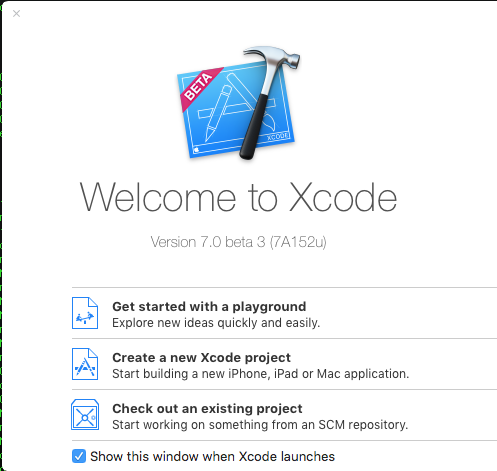 BETA
XCODE
Welcome to Xcode
Version 7.0 beta 3 (7A152u)
Get started with a playground
Explore new ideas quickly and easily.
Create a new Xcode project
Start building a new iPhone, iPad or Mac application.
Check out an existing project
Start working on something from an SCM repository.
Show this window when Xcode launches